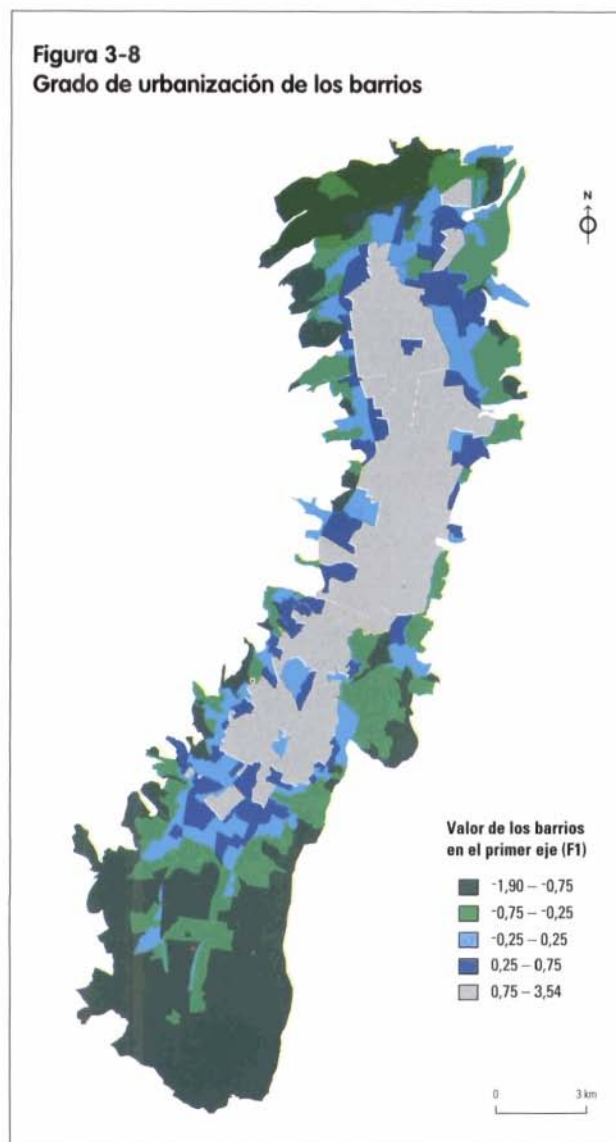 Figura 3-8
Grado de urbanización de los barrios
N
Valor de los barrios
en el primer eje (F1)
-1,90 – -0,75
-0,75 – -0,25
-0,25 – 0,25
0,25 – 0,75
0,75 – 3,54
0 3 km